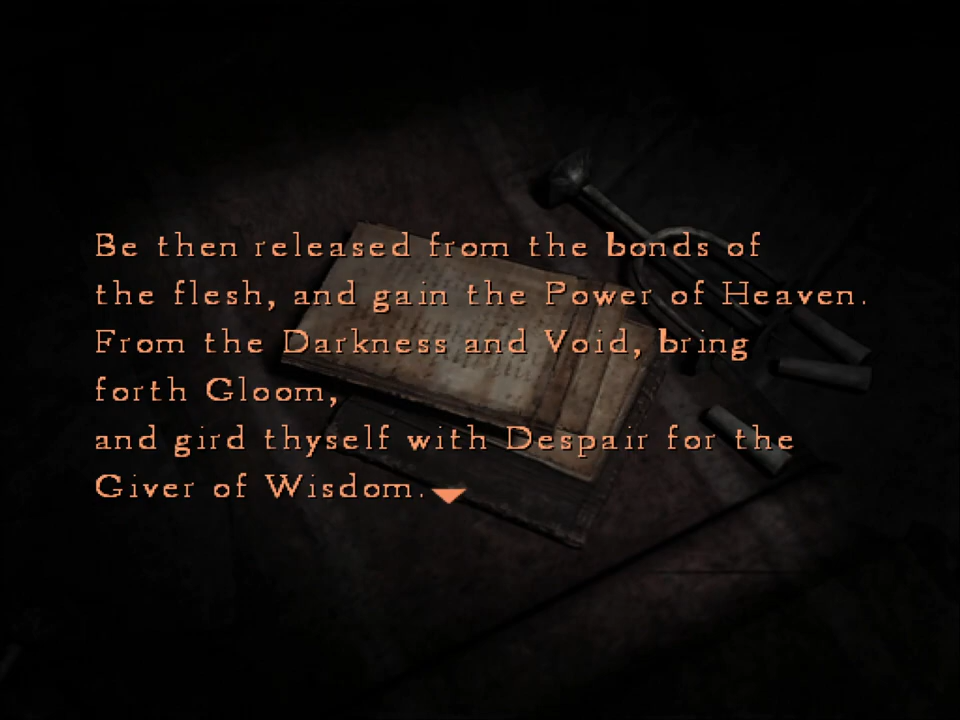 Be then released from the bonds of
the flesh, and gain the Power of Heaven.
From the Darkness and Void, bring
forth Gloom,
and gird thyself with Despair for the
Giver of Wisdom.